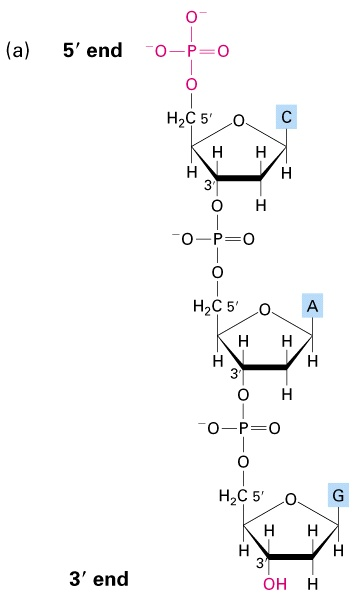 O⁻
(a) 5′ end ⁻O–P=O
O
H₂C 5′ O C
H H
H 3′ H
O H
⁻O–P=O
O
H₂C 5′ O A
H H
H 3′ H
O H
⁻O–P=O
O
H₂C 5′ O G
H H
H 3′ H
3′ end OH H